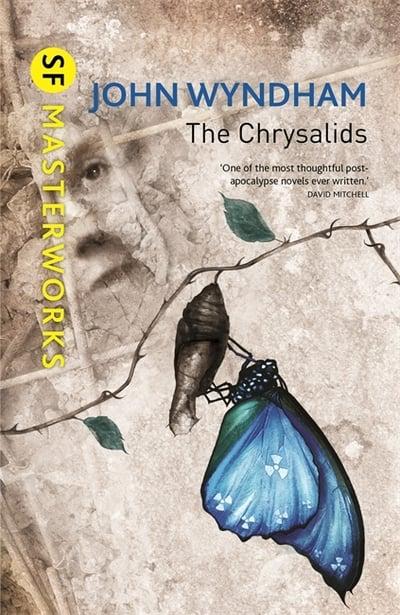 SF MASTERWORKS
JOHN WYNDHAM
The Chrysalids
'One of the most thoughtful post-
apocalypse novels ever written.'
DAVID MITCHELL